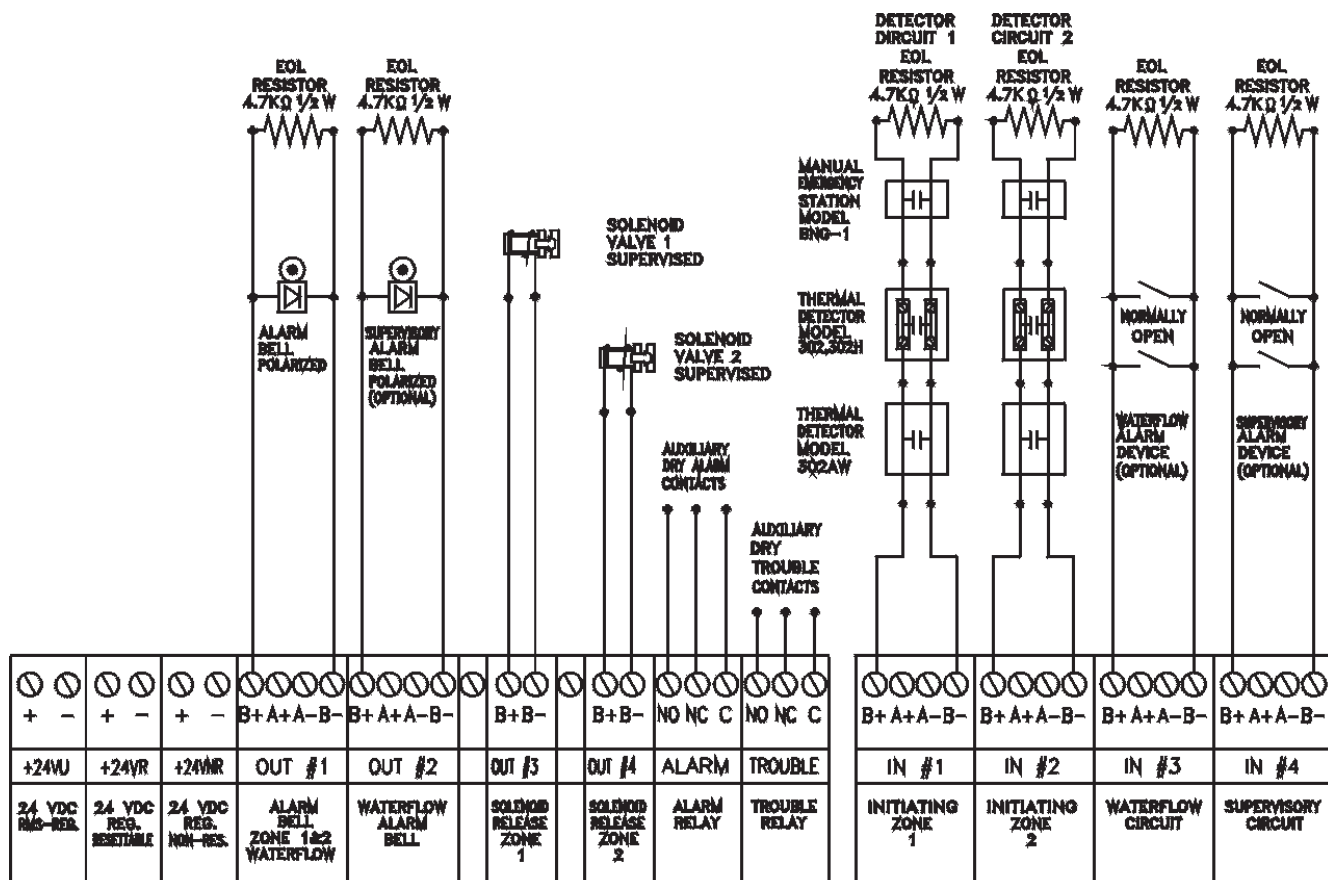 DETECTOR
DIRCUIT 1
EOL
RESISTOR
4.7KΩ 1/2 W
DETECTOR
CIRCUIT 2
EOL
RESISTOR
4.7KΩ 1/2 W
EOL
RESISTOR
4.7KΩ 1/2 W
EOL
RESISTOR
4.7KΩ 1/2 W
EOL
RESISTOR
4.7KΩ 1/2 W
EOL
RESISTOR
4.7KΩ 1/2 W
MANUAL
EMERGENCY
STATION
MODEL
BNG-1
SOLENOID
VALVE 1
SUPERVISED
THERMAL
DETECTOR
MODEL
302,302H
ALARM
BELL
POLARIZED
SUPERVISORY
ALARM
BELL
POLARIZED
(OPTIONAL)
SOLENOID
VALVE 2
SUPERVISED
NORMALLY
OPEN
NORMALLY
OPEN
THERMAL
DETECTOR
MODEL
302AW
WATERFLOW
ALARM
DEVICE
(OPTIONAL)
SUPERVISORY
ALARM
DEVICE
(OPTIONAL)
AUXILIARY
DRY ALARM
CONTACTS
AUXILIARY
DRY
TROUBLE
CONTACTS
+ - + - + - B+ A+ A- B- B+ A+ A- B- B+ B- B+ B- NO NC C NO NC C B+ A+ A- B- B+ A+ A- B- B+ A+ A- B- B+ A+ A- B-
+24VU +24VR +24VNR OUT #1 OUT #2 OUT #3 OUT #4 ALARM TROUBLE IN #1 IN #2 IN #3 IN #4
24 VDC
RMS-REG.
24 VDC
REG.
RESETTABLE
24 VDC
REG.
NON-RES.
ALARM
BELL
ZONE 1&2
WATERFLOW
WATERFLOW
ALARM
BELL
SOLENOID
RELEASE
ZONE
1
SOLENOID
RELEASE
ZONE
2
ALARM
RELAY
TROUBLE
RELAY
INITIATING
ZONE
1
INITIATING
ZONE
2
WATERFLOW
CIRCUIT
SUPERVISORY
CIRCUIT